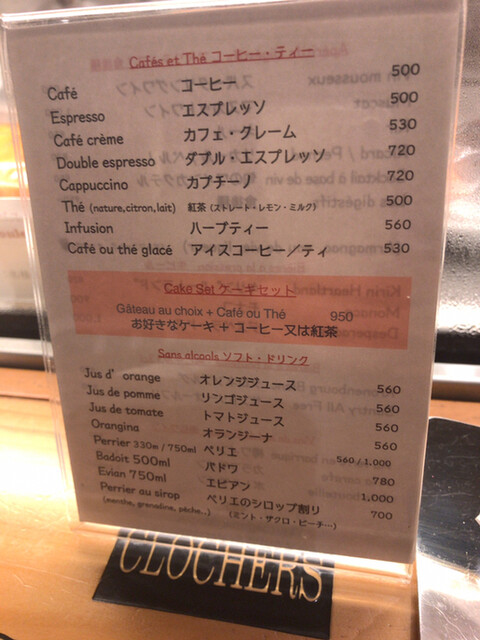 Cafés et Thé コーヒー・ティー
Café コーヒー 500
Espresso エスプレッソ 500
Café crème カフェ・クレーム 530
Double espresso ダブル・エスプレッソ 720
Cappuccino カプチーノ 720
Thé (nature,citron,lait) 紅茶 (ストレート・レモン・ミルク) 500
Infusion ハーブティー 560
Café ou thé glacé アイスコーヒー／ティ 530
Cake Set ケーキセット
Gâteau au choix + Café ou Thé 950
お好きなケーキ + コーヒー又は紅茶
Sans alcools ソフト・ドリンク
Jus d' orange オレンジジュース 560
Jus de pomme リンゴジュース 560
Jus de tomate トマトジュース 560
Orangina オランジーナ 560
Perrier 330m / 750ml ペリエ 560 / 1,000
Badoit 500ml バドワ 780
Evian 750ml エビアン 1,000
Perrier au sirop ペリエのシロップ割り 700
(menthe, grenadine, pêche...) (ミント・ザクロ・ピーチ…)
CLOCHERS